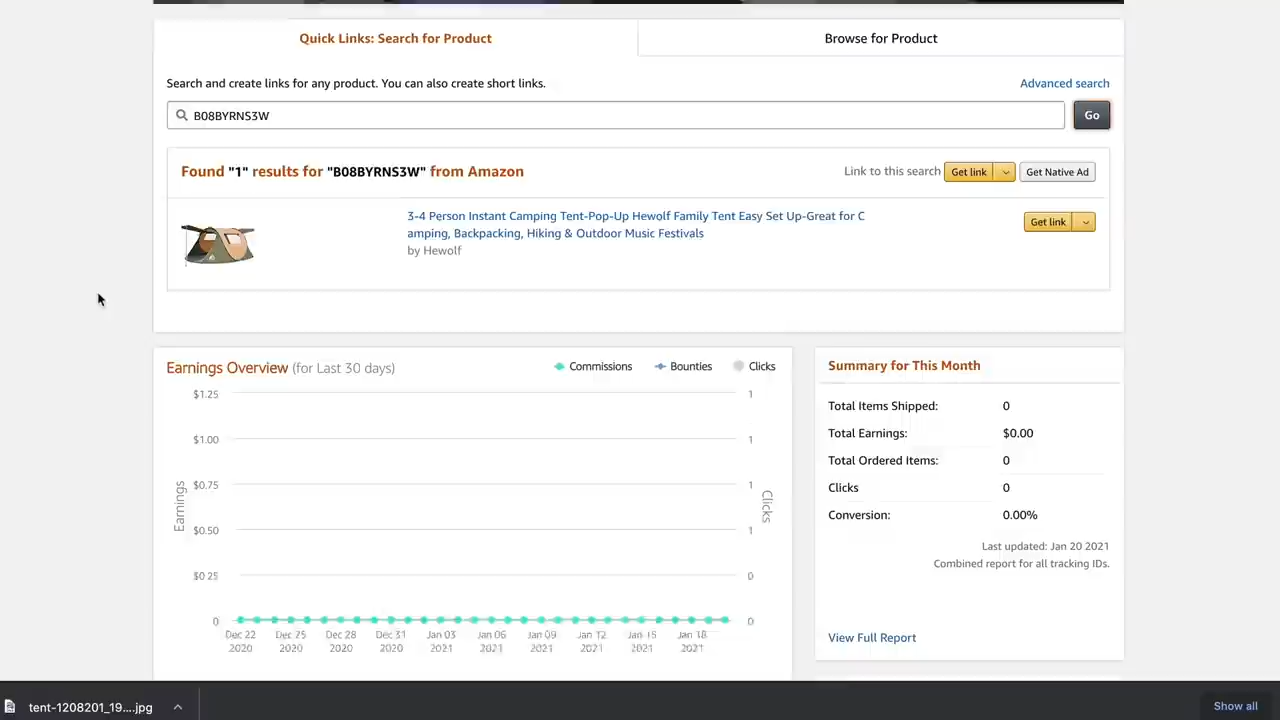 Quick Links: Search for Product
Browse for Product
Search and create links for any product. You can also create short links.
Advanced search
B08BYRNS3W
Go
Found "1" results for "B08BYRNS3W" from Amazon
Link to this search
Get link
Get Native Ad
3-4 Person Instant Camping Tent-Pop-Up Hewolf Family Tent Easy Set Up-Great for C
amping, Backpacking, Hiking & Outdoor Music Festivals
by Hewolf
Get link
Earnings Overview (for Last 30 days)
Commissions
Bounties
Clicks
$1.25
$1.00
$0.75
$0.50
$0.25
0
Earnings
1
1
1
1
0
0
Clicks
Dec 22 2020
Dec 25 2020
Dec 28 2020
Dec 31 2020
Jan 03 2021
Jan 06 2021
Jan 09 2021
Jan 12 2021
Jan 15 2021
Jan 18 2021
Summary for This Month
Total Items Shipped: 0
Total Earnings: $0.00
Total Ordered Items: 0
Clicks 0
Conversion: 0.00%
Last updated: Jan 20 2021
Combined report for all tracking IDs.
View Full Report
tent-1208201_19....jpg
Show all